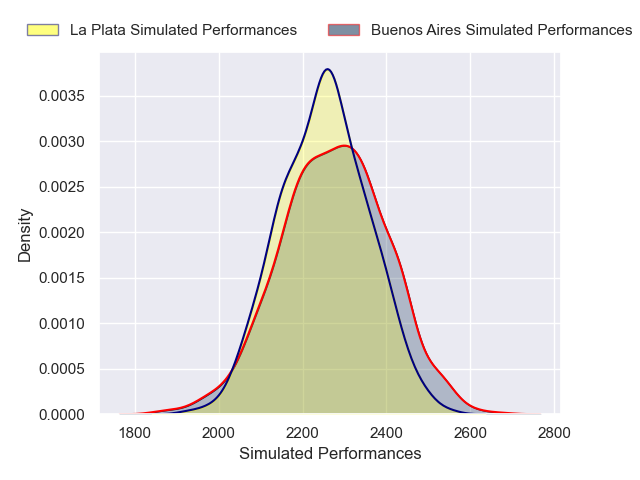 La Plata Simulated Performances
Buenos Aires Simulated Performances
0.0035
0.0030
0.0025
0.0020
0.0015
0.0010
0.0005
0.0000
Density
1800 2000 2200 2400 2600 2800
Simulated Performances